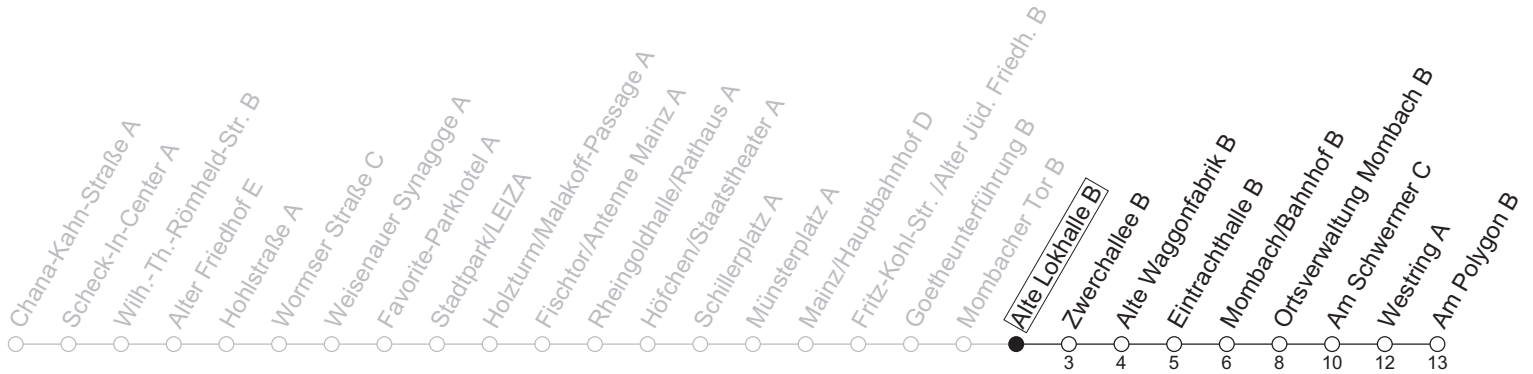 Chana-Kahn-Straße A
Scheck-In-Center A
Wilh.-Th.-Römheld-Str. B
Alter Friedhof E
Hohlstraße A
Wormser Straße C
Weisenauer Synagoge A
Favorite-Parkhotel A
Stadtpark/LEIZA
Holzturm/Malakoff-Passage A
Fischtor/Antenne Mainz A
Rheingoldhalle/Rathaus A
Höfchen/Staatstheater A
Schillerplatz A
Münsterplatz A
Mainz/Hauptbahnhof D
Fritz-Kohl-Str. /Alter Jüd. Friedh. B
Goetheunterführung B
Mombacher Tor B
Alte Lokhalle B
Zwerchallee B
Alte Waggonfabrik B
Eintrachthalle B
Mombach/Bahnhof B
Ortsverwaltung Mombach B
Am Schwermer C
Westring A
Am Polygon B
3 4 5 6 8 10 12 13